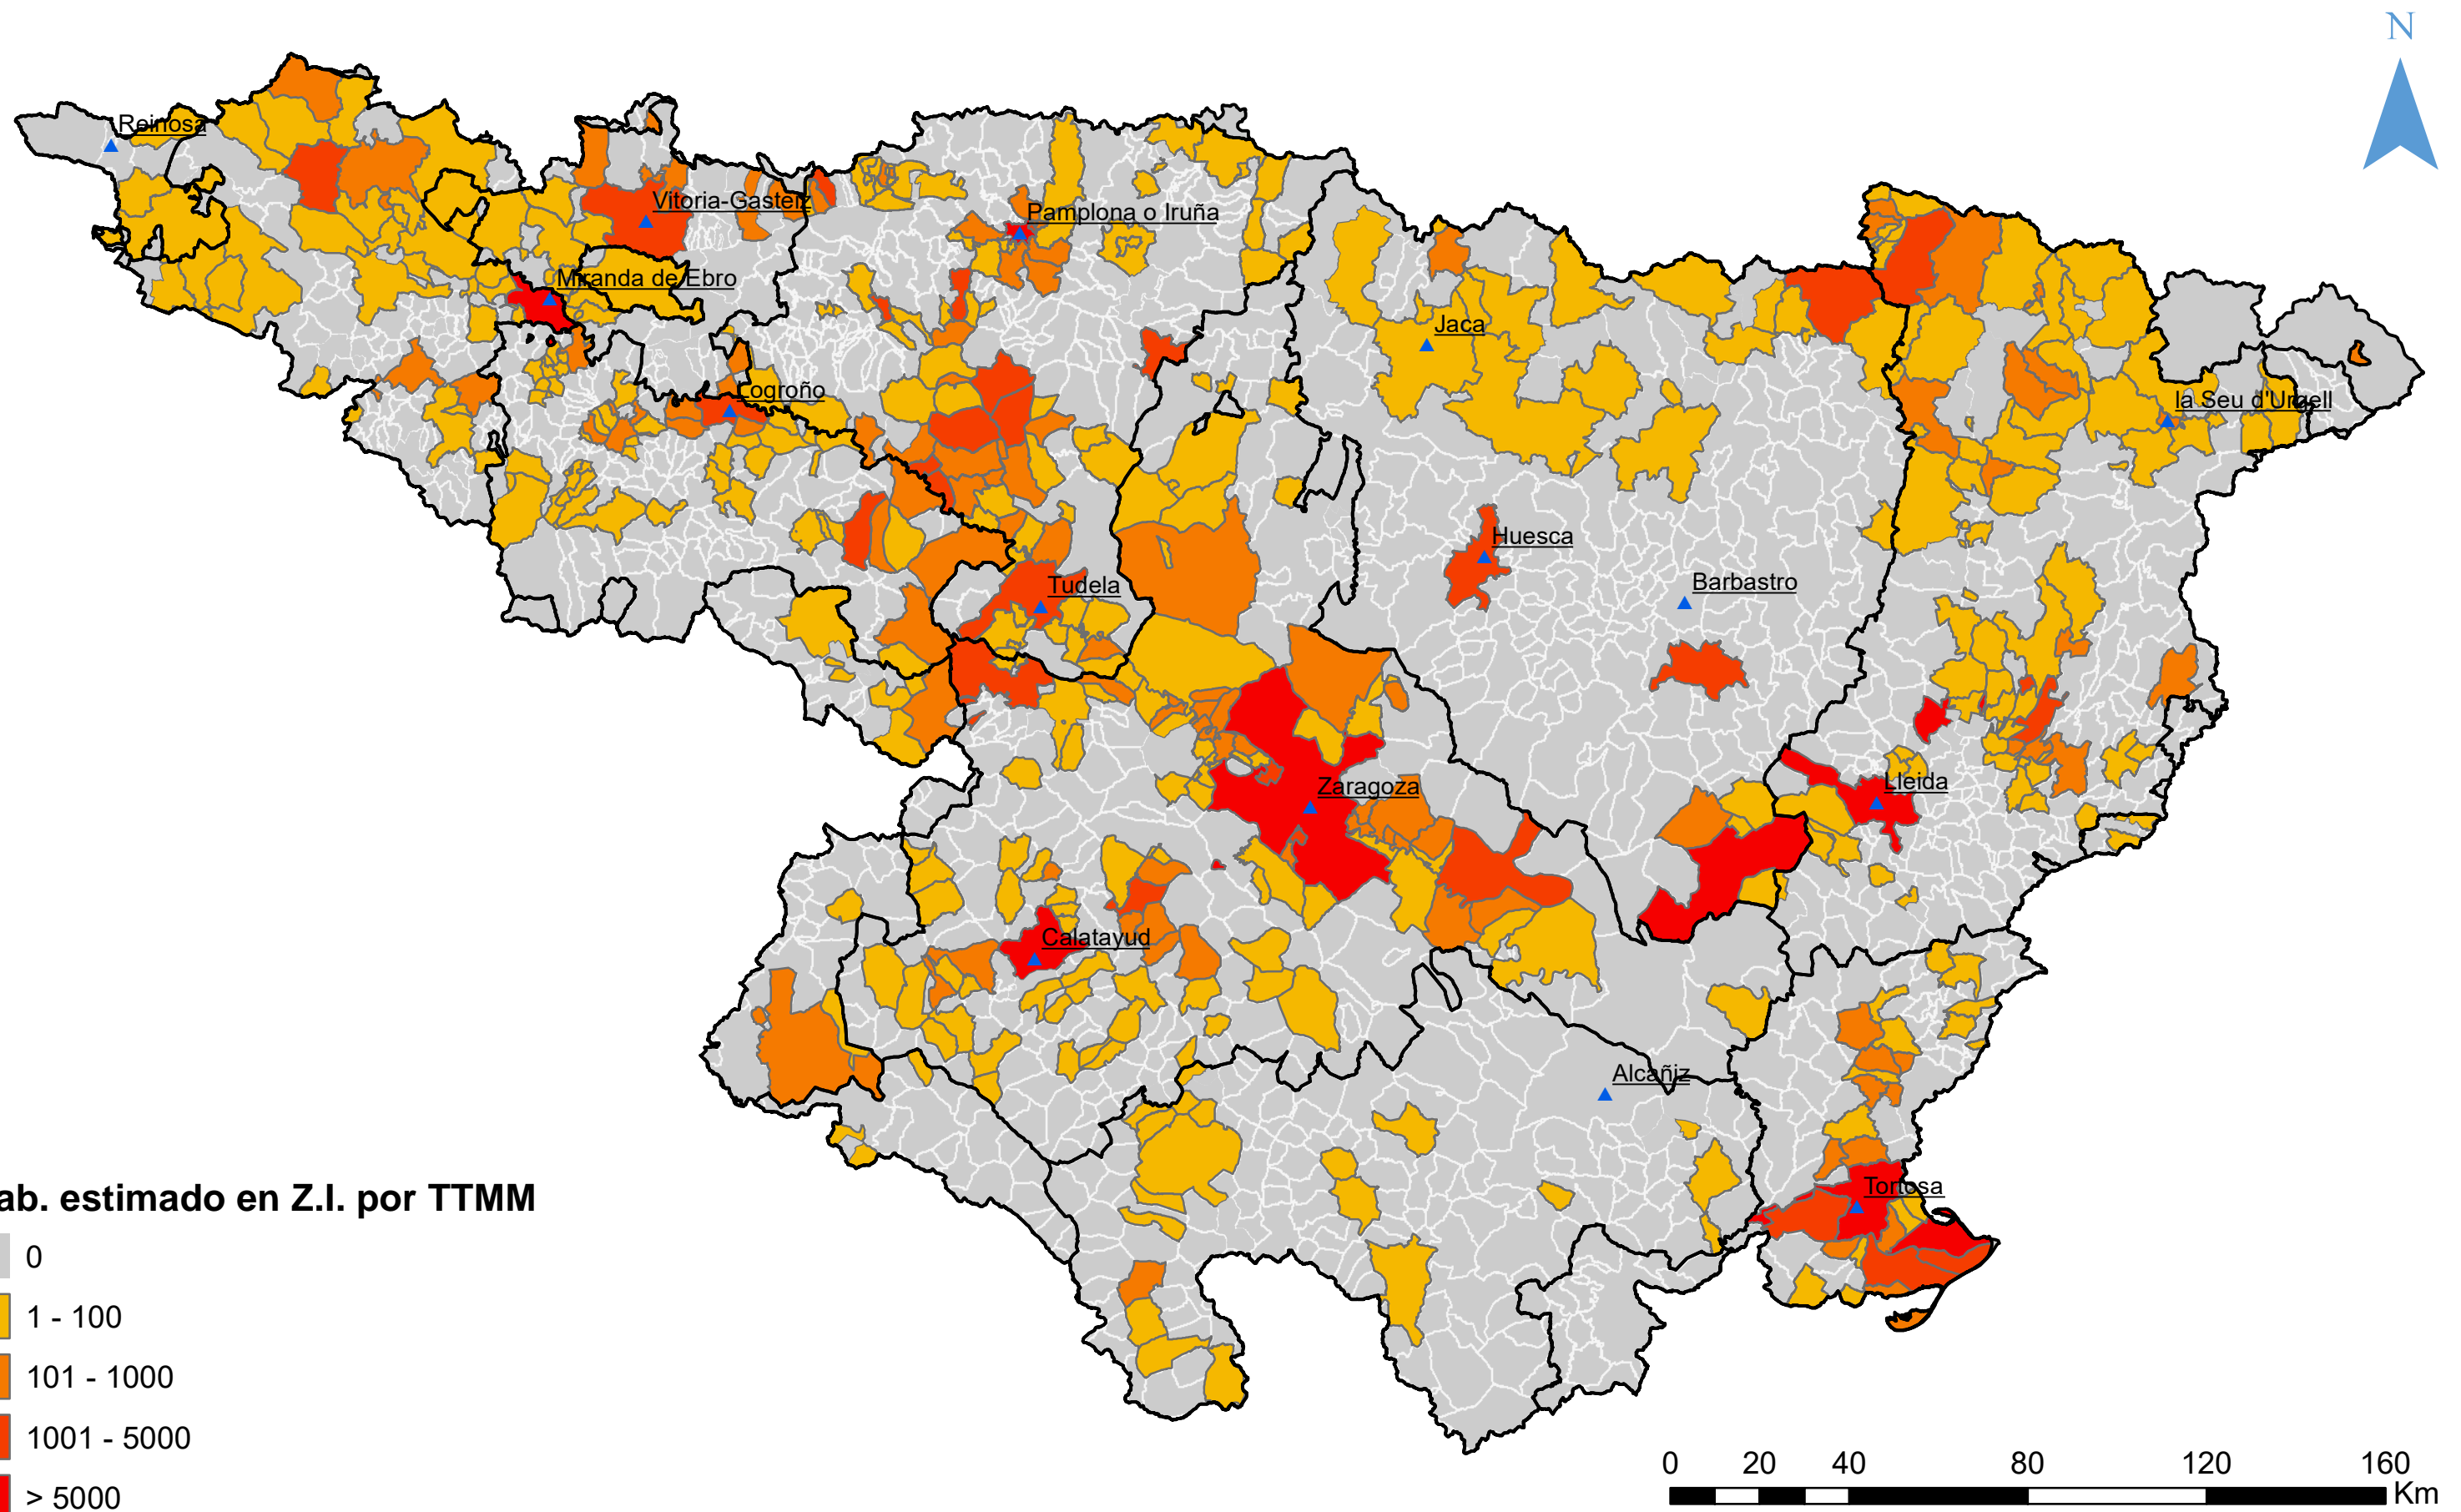 N
Reinosa
Vitoria-Gasteiz
Pamplona o Iruña
Miranda de Ebro
Jaca
Logroño
la Seu d'Urgell
Huesca
Tudela
Barbastro
Zaragoza
Lleida
Calatayud
Alcañiz
Tortosa
ab. estimado en Z.I. por TTMM
0
1 - 100
101 - 1000
1001 - 5000
> 5000
0 20 40 80 120 160
Km